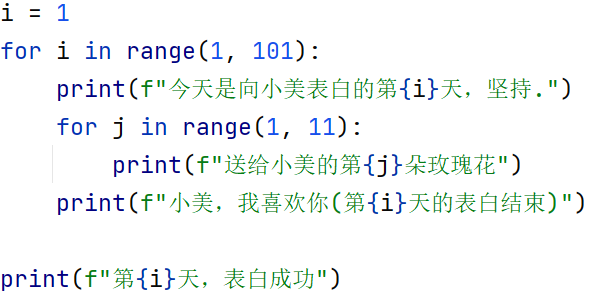 i = 1
for i in range(1, 101):
    print(f"今天是向小美表白的第{i}天，坚持.")
    for j in range(1, 11):
        print(f"送给小美的第{j}朵玫瑰花")
    print(f"小美，我喜欢你(第{i}天的表白结束)")
print(f"第{i}天，表白成功")